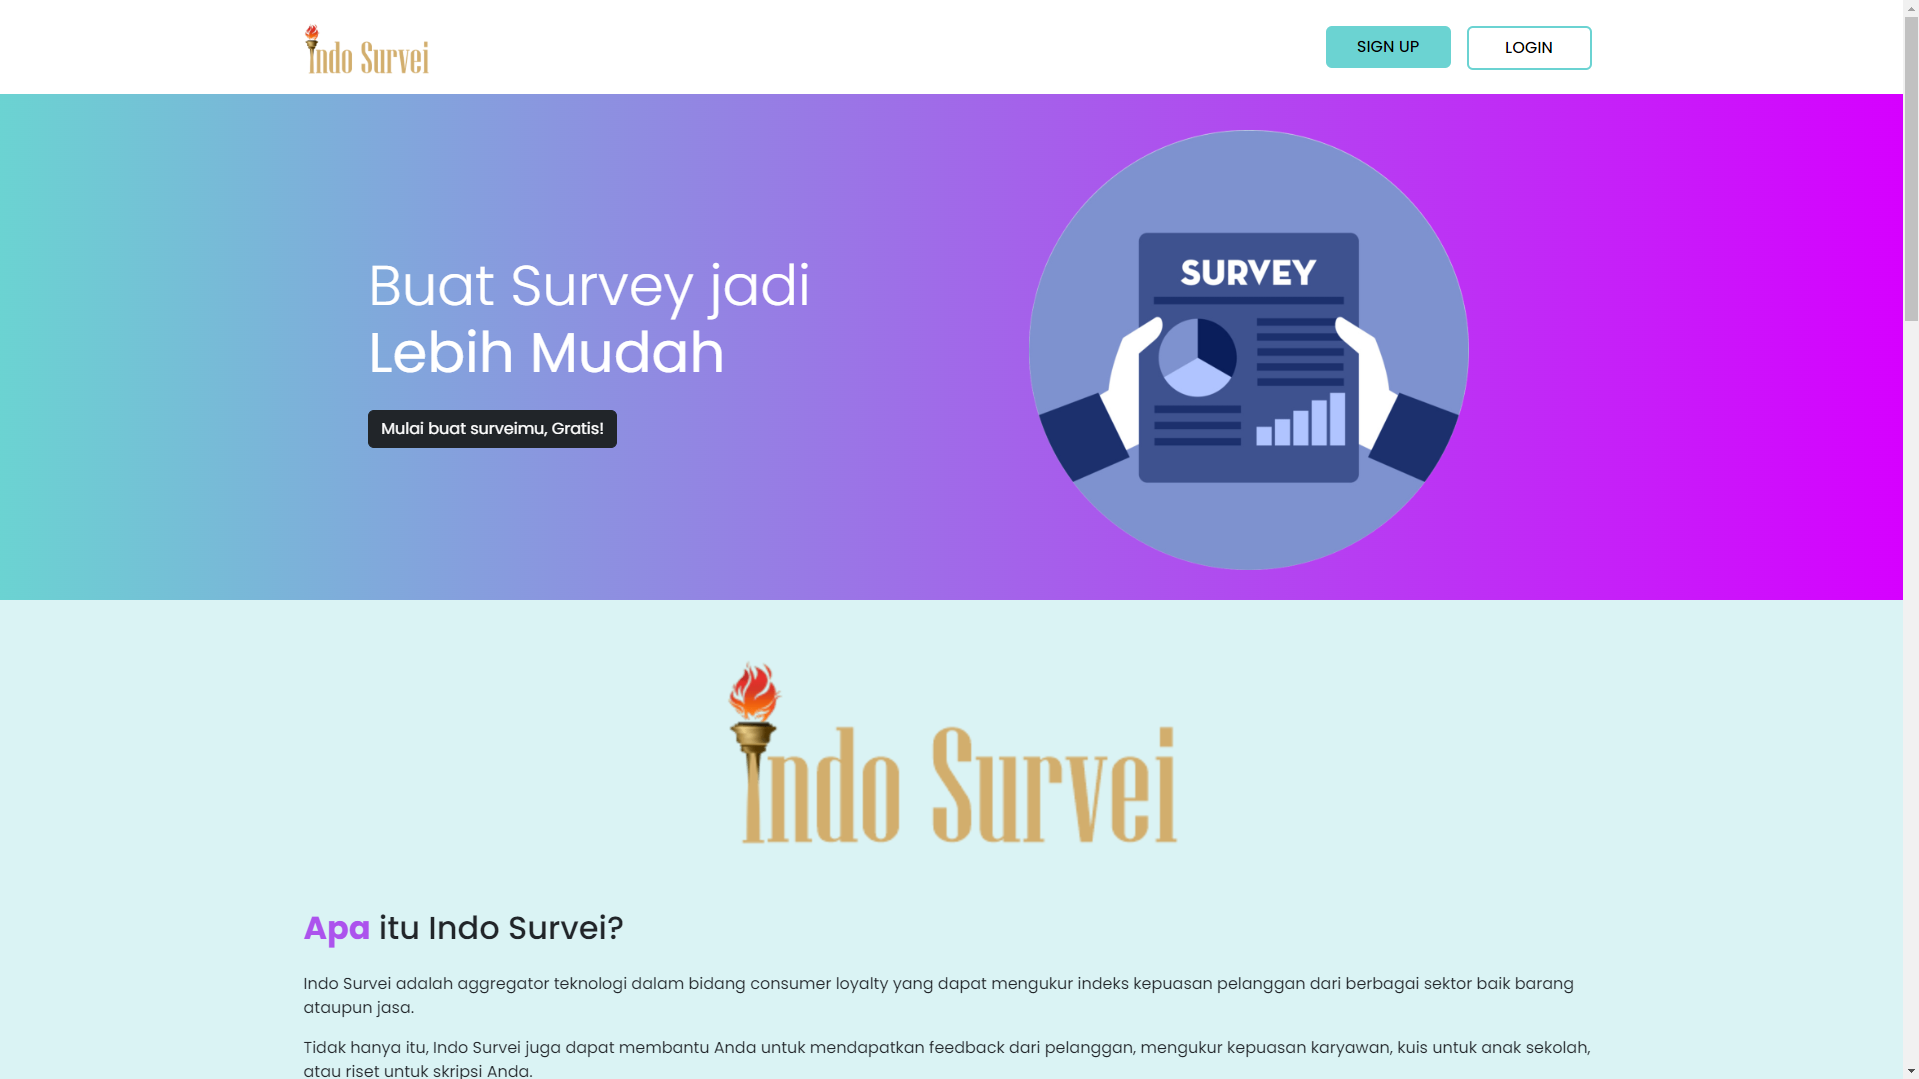 Indo Survei
SIGN UP
LOGIN
Buat Survey jadi
Lebih Mudah
Mulai buat surveimu, Gratis!
SURVEY
Indo Survei
Apa itu Indo Survei?
Indo Survei adalah aggregator teknologi dalam bidang consumer loyalty yang dapat mengukur indeks kepuasan pelanggan dari berbagai sektor baik barang
ataupun jasa.
Tidak hanya itu, Indo Survei juga dapat membantu Anda untuk mendapatkan feedback dari pelanggan, mengukur kepuasan karyawan, kuis untuk anak sekolah,
atau riset untuk skripsi Anda.